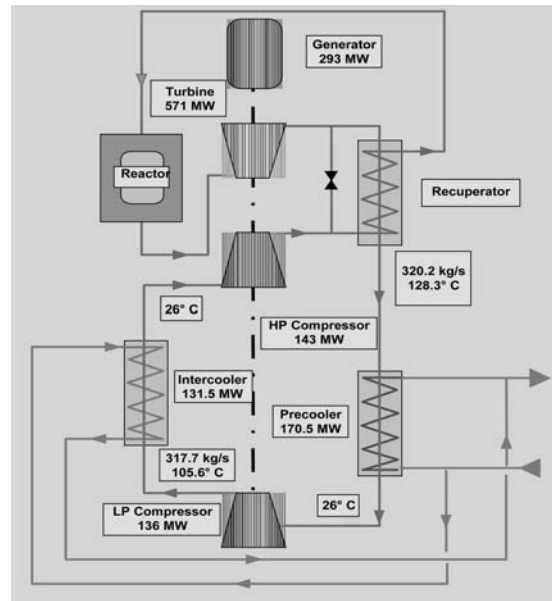 Generator
293 MW
Turbine
571 MW
Reactor
Recuperator
320.2 kg/s
128.3° C
26° C
HP Compressor
143 MW
Intercooler
131.5 MW
Precooler
170.5 MW
317.7 kg/s
105.6° C
26° C
LP Compressor
136 MW